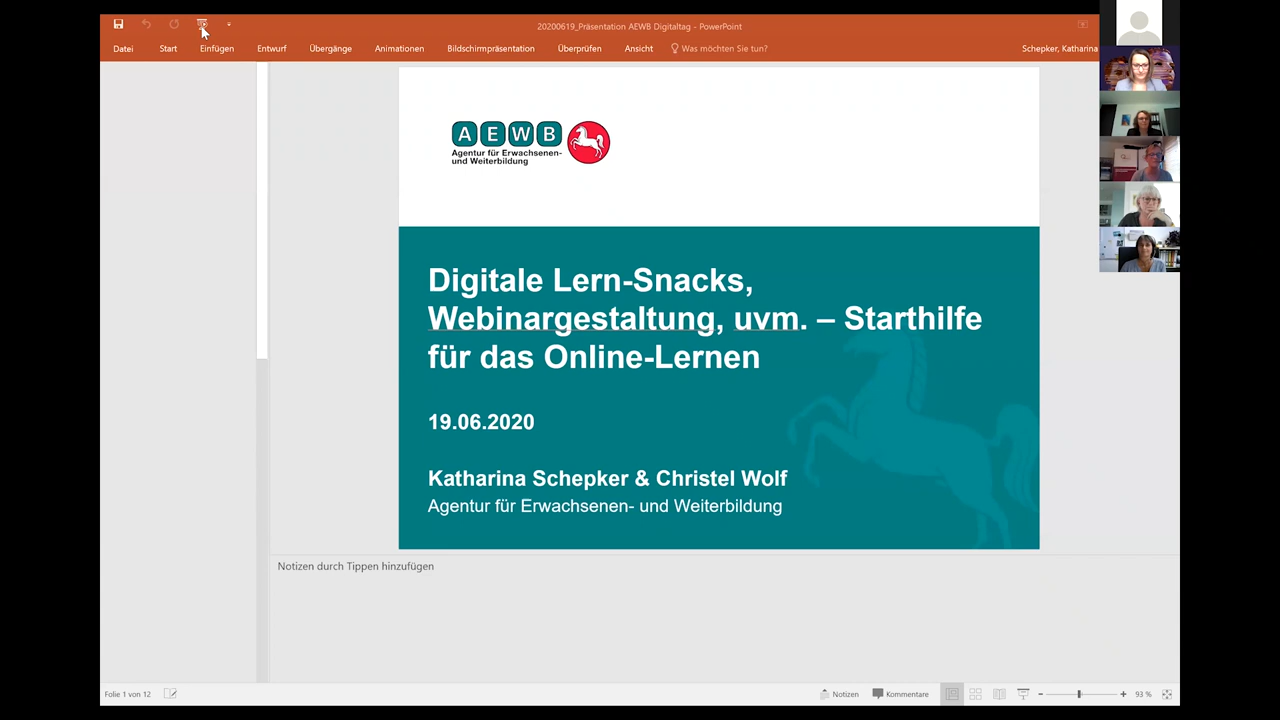 20200619_Präsentation AEWB Digitaltag - PowerPoint
Datei Start Einfügen Entwurf Übergänge Animationen Bildschirmpräsentation Überprüfen Ansicht Was möchten Sie tun? Schepker, Katharina
AEWB
Agentur für Erwachsenen-
und Weiterbildung
Digitale Lern-Snacks,
Webinargestaltung, uvm. – Starthilfe
für das Online-Lernen
19.06.2020
Katharina Schepker & Christel Wolf
Agentur für Erwachsenen- und Weiterbildung
Notizen durch Tippen hinzufügen
Folie 1 von 12 Notizen Kommentare 93 %